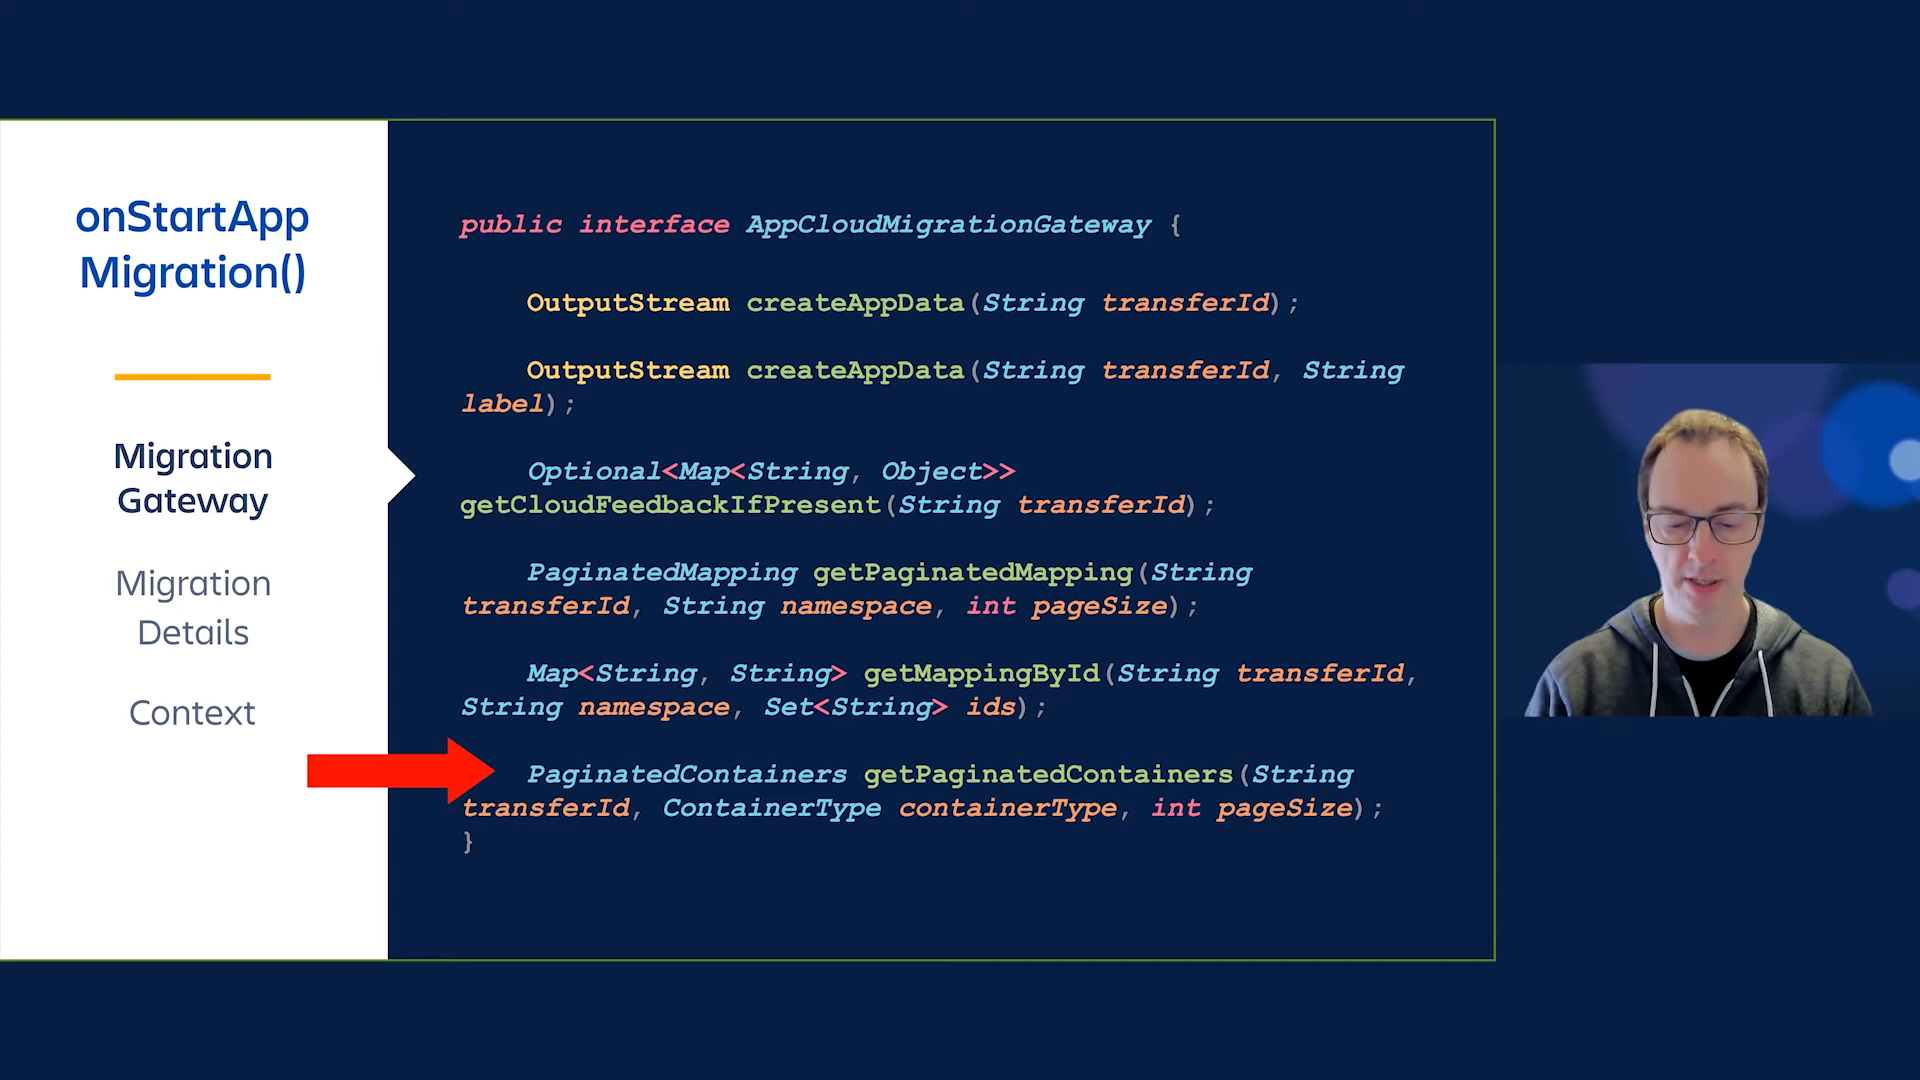 onStartApp
Migration()
Migration
Gateway
Migration
Details
Context
public interface AppCloudMigrationGateway {
OutputStream createAppData(String transferId);
OutputStream createAppData(String transferId, String
label);
Optional<Map<String, Object>>
getCloudFeedbackIfPresent(String transferId);
PaginatedMapping getPaginatedMapping(String
transferId, String namespace, int pageSize);
Map<String, String> getMappingById(String transferId,
String namespace, Set<String> ids);
PaginatedContainers getPaginatedContainers(String
transferId, ContainerType containerType, int pageSize);
}